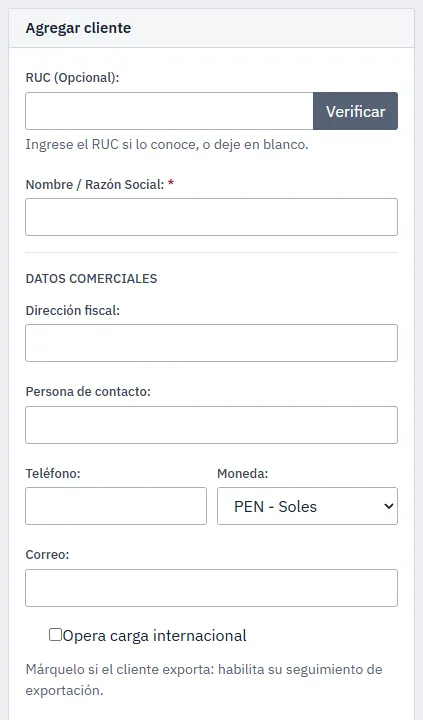 Agregar cliente
RUC (Opcional):
Verificar
Ingrese el RUC si lo conoce, o deje en blanco.
Nombre / Razón Social: *
DATOS COMERCIALES
Dirección fiscal:
Persona de contacto:
Teléfono:
Moneda:
PEN - Soles
Correo:
Opera carga internacional
Márquelo si el cliente exporta: habilita su seguimiento de
exportación.